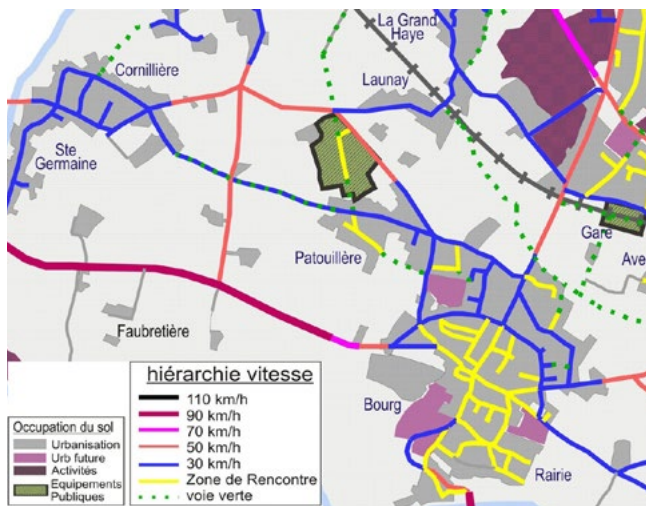 La Grand
Haye
Cornillière
Launay
Ste
Germaine
Gare
Patouillère
Ave
Faubretière
hiérarchie vitesse
110 km/h
90 km/h
70 km/h
50 km/h
30 km/h
Zone de Rencontre
voie verte
Occupation du sol
Urbanisation
Urb future
Activités
Equipements
Publiques
Bourg
Rairie